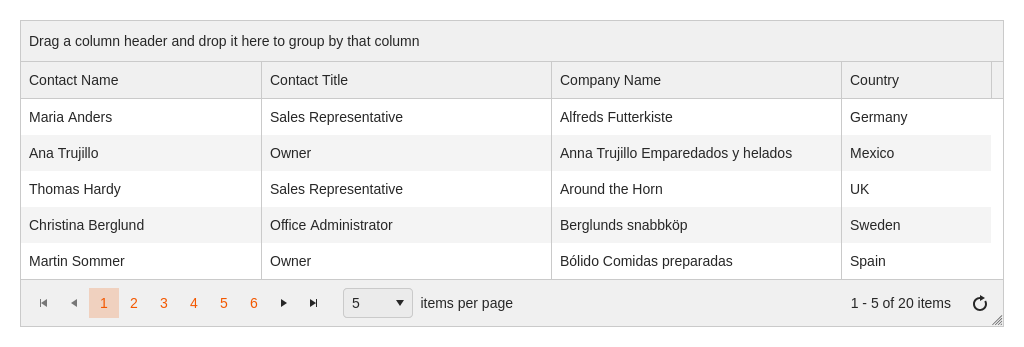 Drag a column header and drop it here to group by that column
Contact Name Contact Title Company Name Country
Maria Anders Sales Representative Alfreds Futterkiste Germany
Ana Trujillo Owner Anna Trujillo Emparedados y helados Mexico
Thomas Hardy Sales Representative Around the Horn UK
Christina Berglund Office Administrator Berglunds snabbköp Sweden
Martin Sommer Owner Bólido Comidas preparadas Spain
1 2 3 4 5 6 5 items per page 1 - 5 of 20 items